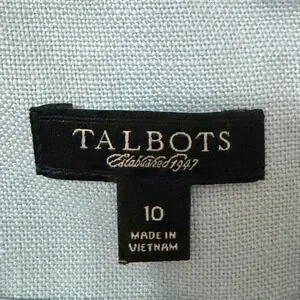 TALBOTS
Established 1947
10
MADE IN
VIETNAM